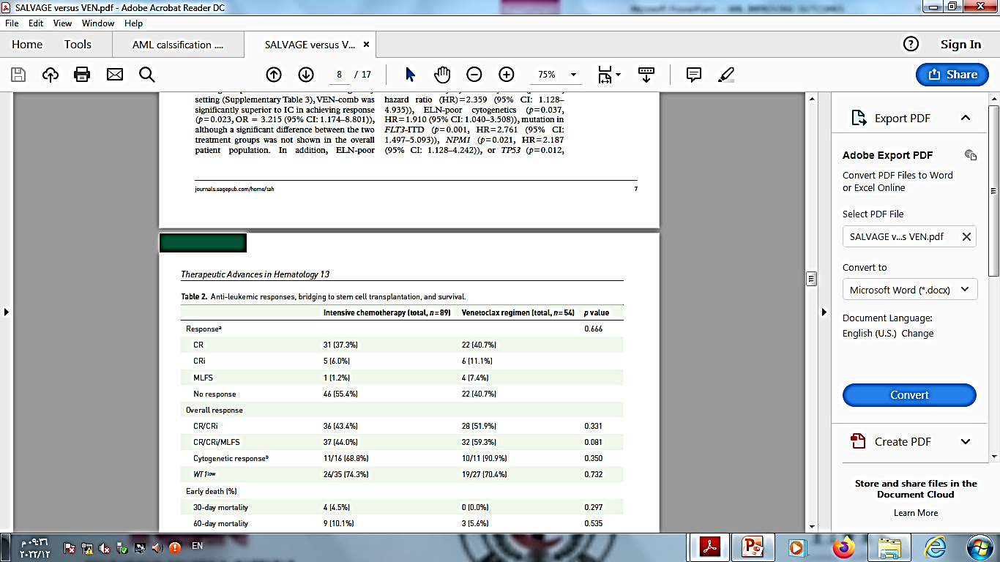 SALVAGE versus VEN.pdf - Adobe Acrobat Reader DC
File Edit View Window Help
Home Tools AML calssification .... SALVAGE versus V... × ? Sign In
8 / 17 75% Share
setting (Supplementary Table 3), VEN-comb was
significantly superior to IC in achieving response
(p=0.023, OR = 3.215 (95% CI: 1.174–8.801)),
although a significant difference between the two
treatment groups was not shown in the overall
patient population. In addition, ELN-poor
hazard ratio (HR)=2.359 (95% CI: 1.128–
4.935)), ELN-poor cytogenetics (p=0.037,
HR=1.910 (95% CI: 1.040–3.508)), mutation in
FLT3-ITD (p=0.001, HR=2.761 (95% CI:
1.497–5.093)), NPM1 (p=0.021, HR=2.187
(95% CI: 1.128–4.242)), or TP53 (p=0.012,
journals.sagepub.com/home/tah 7
Therapeutic Advances in Hematology 13
Table 2. Anti-leukemic responses, bridging to stem cell transplantation, and survival.
Intensive chemotherapy (total, n=89) Venetoclax regimen (total, n=54) p value
Responseᵃ 0.666
CR 31 (37.3%) 22 (40.7%)
CRi 5 (6.0%) 6 (11.1%)
MLFS 1 (1.2%) 4 (7.4%)
No response 46 (55.4%) 22 (40.7%)
Overall response
CR/CRi 36 (43.4%) 28 (51.9%) 0.331
CR/CRi/MLFS 37 (44.0%) 32 (59.3%) 0.081
Cytogenetic responseᵇ 11/16 (68.8%) 10/11 (90.9%) 0.350
WT1ˡᵒʷ 26/35 (74.3%) 19/27 (70.4%) 0.732
Early death (%)
30-day mortality 4 (4.5%) 0 (0.0%) 0.297
60-day mortality 9 (10.1%) 3 (5.6%) 0.535
Export PDF
Adobe Export PDF
Convert PDF Files to Word
or Excel Online
Select PDF File
SALVAGE v...s VEN.pdf
Convert to
Microsoft Word (*.docx)
Document Language:
English (U.S.) Change
Convert
Create PDF
Store and share files in the
Document Cloud
Learn More
EN